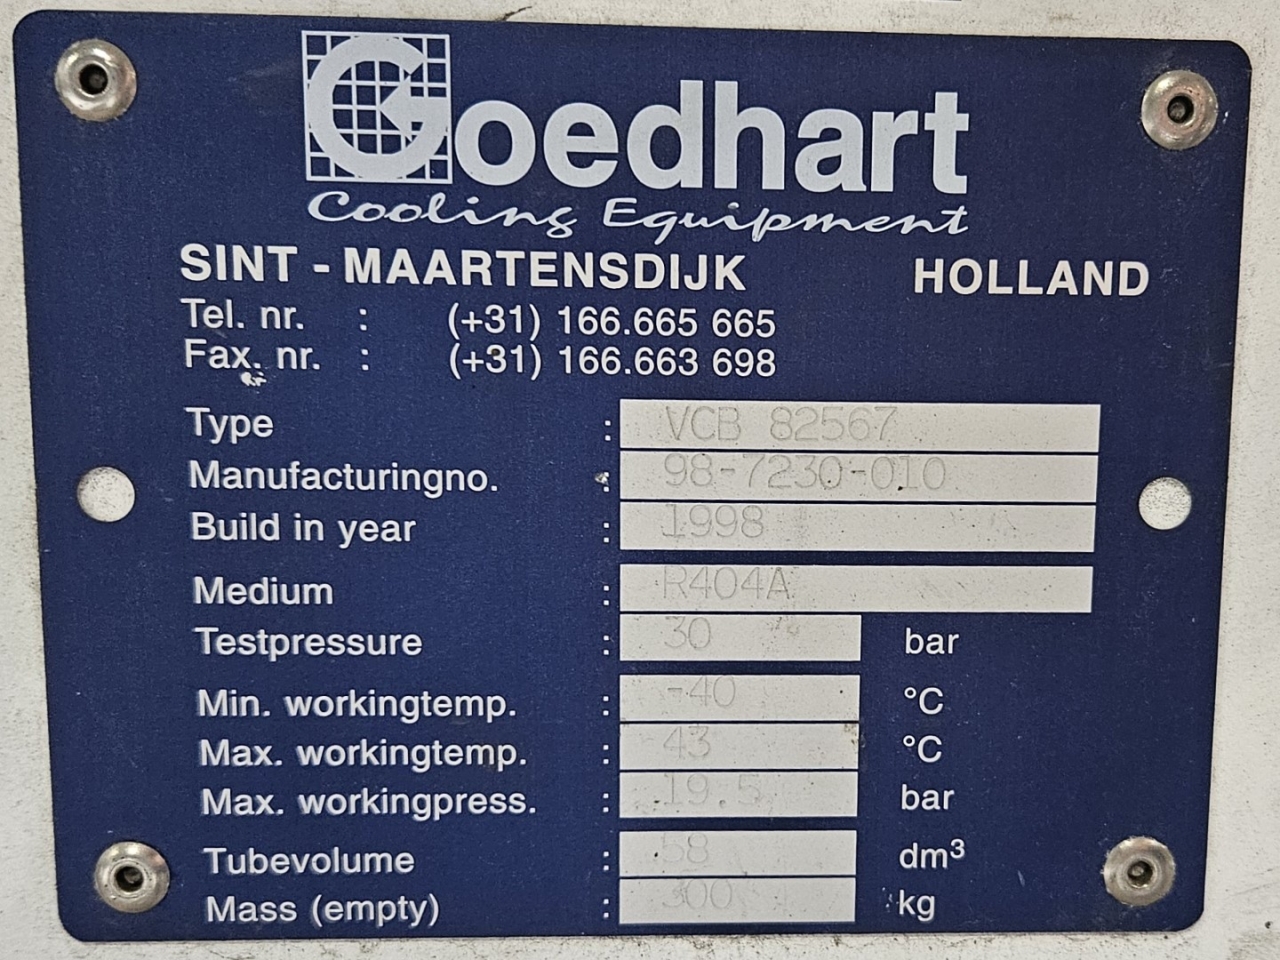 Goedhart
Cooling Equipment
SINT - MAARTENSDIJK HOLLAND
Tel. nr. : (+31) 166.665 665
Fax. nr. : (+31) 166.663 698
Type : VCB 82567
Manufacturingno. : 98-7230-010
Build in year : 1998
Medium : R404A
Testpressure : 30 bar
Min. workingtemp. : -40 °C
Max. workingtemp. : 43 °C
Max. workingpress. : 19.5 bar
Tubevolume : 58 dm³
Mass (empty) : 300 kg